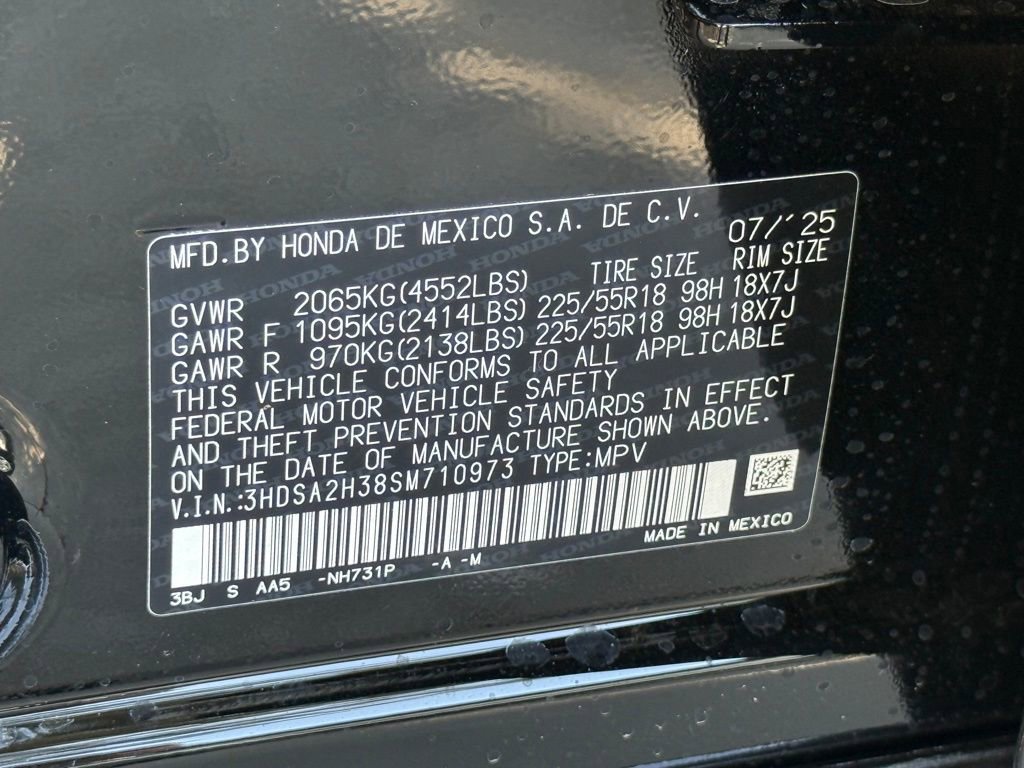 MFD.BY HONDA DE MEXICO S.A. DE C.V. 07/'25
TIRE SIZE RIM SIZE
GVWR 2065KG(4552LBS)
GAWR F 1095KG(2414LBS) 225/55R18 98H 18X7J
GAWR R 970KG(2138LBS) 225/55R18 98H 18X7J
THIS VEHICLE CONFORMS TO ALL APPLICABLE
FEDERAL MOTOR VEHICLE SAFETY
AND THEFT PREVENTION STANDARDS IN EFFECT
ON THE DATE OF MANUFACTURE SHOWN ABOVE.
V.I.N.:3HDSA2H38SM710973 TYPE:MPV
MADE IN MEXICO
3BJ S AA5 -NH731P -A -M